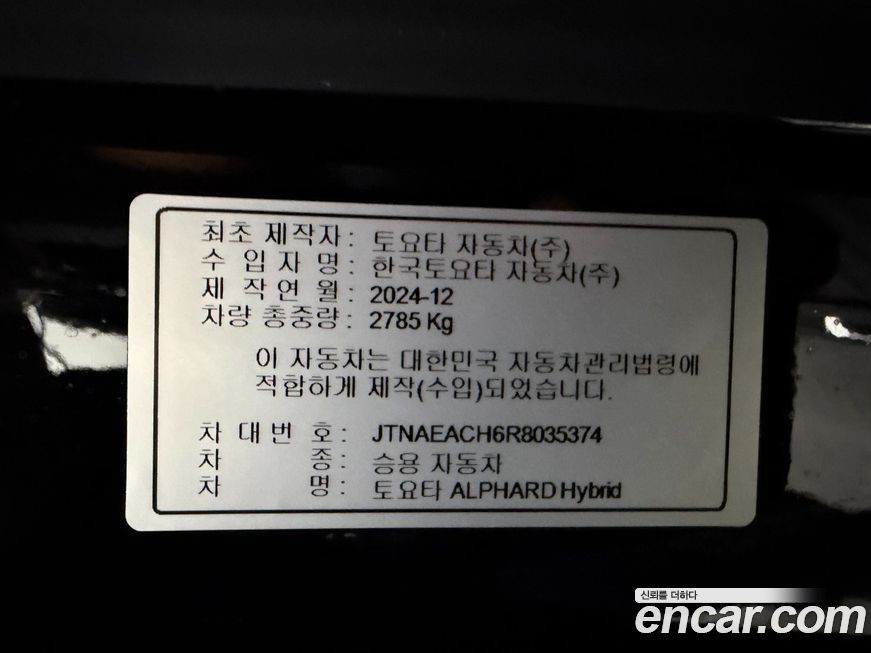 최초 제작자 : 토요타 자동차(주)
수 입 자 명 : 한국토요타 자동차(주)
제 작 연 월 : 2024-12
차량 총중량 : 2785 Kg
이 자동차는 대한민국 자동차관리법령에
적합하게 제작(수입)되었습니다.
차 대 번 호 : JTNAEACH6R8035374
차 종 : 승용 자동차
차 명 : 토요타 ALPHARD Hybrid
신뢰를 더하다
encar.com